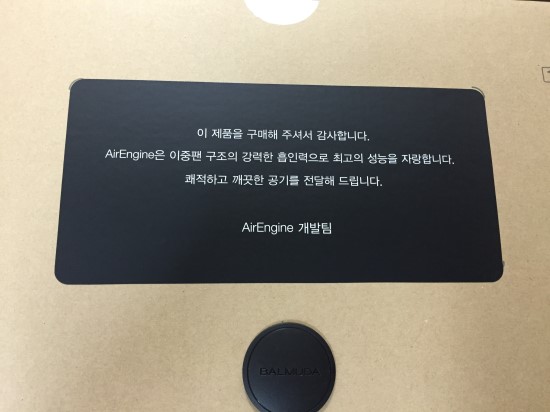 이 제품을 구매해 주셔서 감사합니다.
AirEngine은 이중팬 구조의 강력한 흡인력으로 최고의 성능을 자랑합니다.
쾌적하고 깨끗한 공기를 전달해 드립니다.
AirEngine 개발팀
BALMUDA